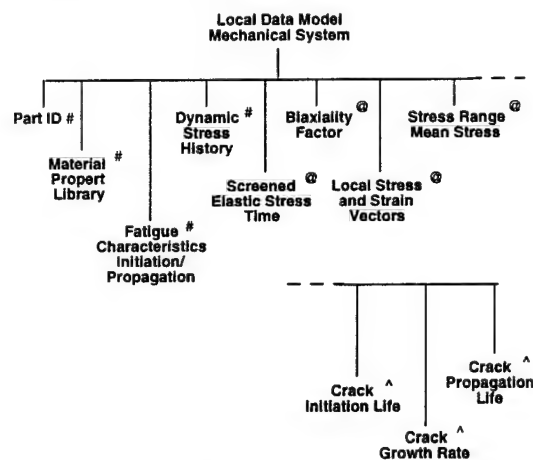 Local Data Model
Mechanical System
Part ID #
Material #
Propert
Library
Fatigue #
Characteristics
Initiation/
Propagation
Dynamic #
Stress
History
Screened @
Elastic Stress
Time
Biaxiality @
Factor
Local Stress @
and Strain
Vectors
Stress Range @
Mean Stress
Crack ^
Initiation Life
Crack ^
Growth Rate
Crack ^
Propagation
Life